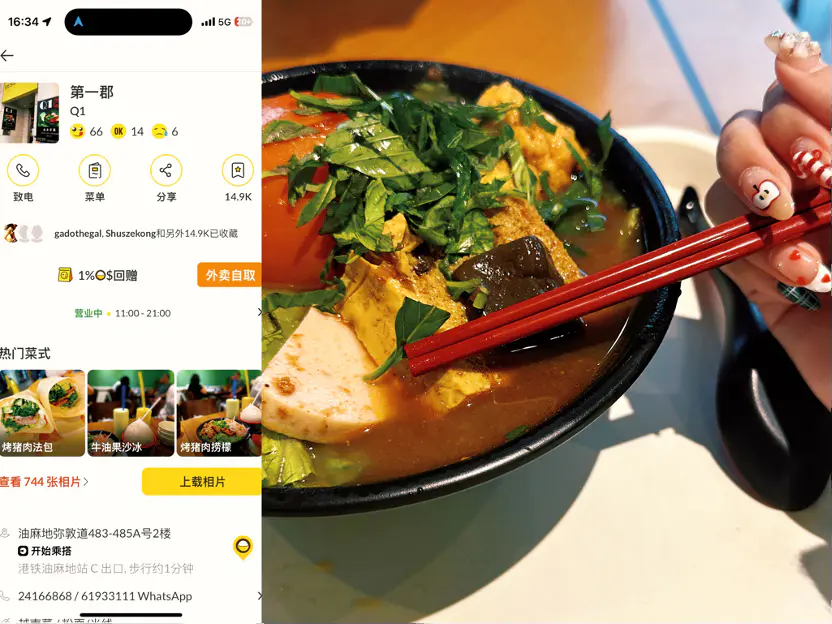 16:34
5G
20+
第一郡
Q1
66 OK 14 6
致电 菜单 分享 14.9K
gadothegal, Shuszekong和另外14.9K已收藏
1% $回赠
外卖自取
营业中 • 11:00 - 21:00
热门菜式
烤猪肉法包 牛油果沙冰 烤猪肉捞檬
查看 744 张相片
上载相片
油麻地弥敦道483-485A号2楼
开始乘搭
港铁油麻地站 C 出口, 步行约1分钟
24166868 / 61933111 WhatsApp